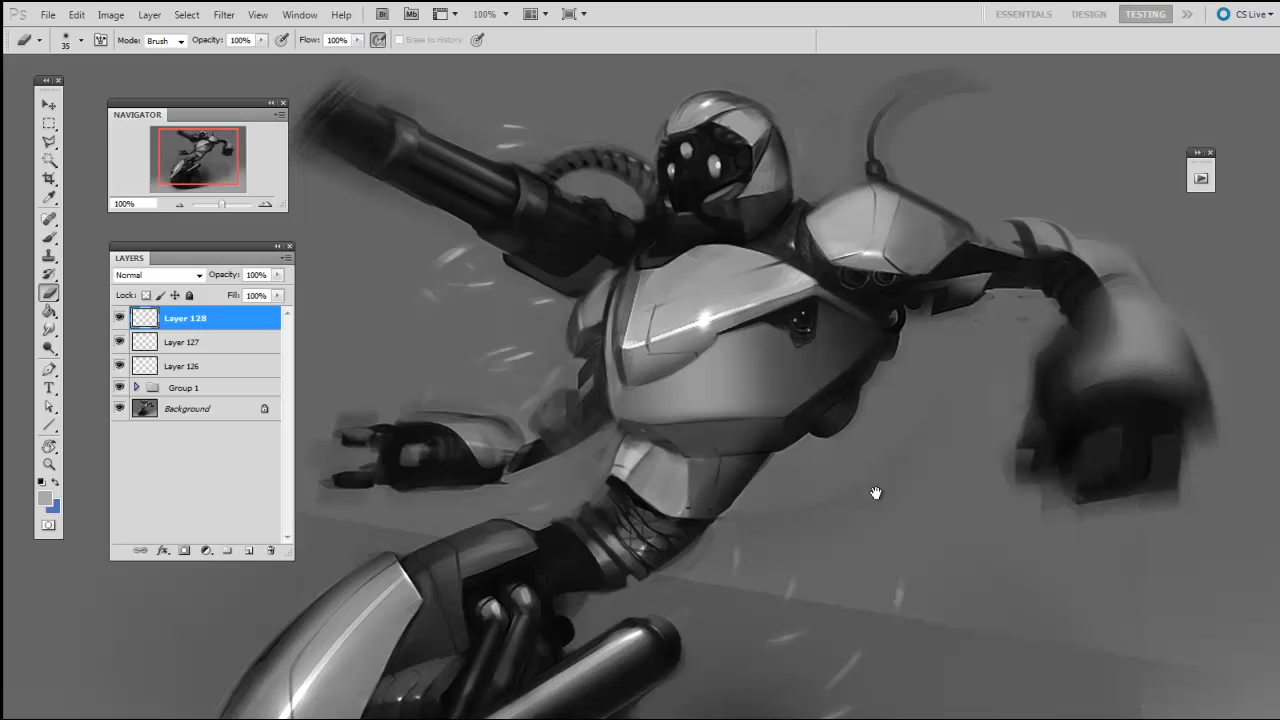 Ps File Edit Image Layer Select Filter View Window Help Br Mb 100% ESSENTIALS DESIGN TESTING CS Live
35 Mode: Brush Opacity: 100% Flow: 100% Erase to History
NAVIGATOR
100%
LAYERS
Normal Opacity: 100%
Lock: Fill: 100%
Layer 128
Layer 127
Layer 126
Group 1
Background